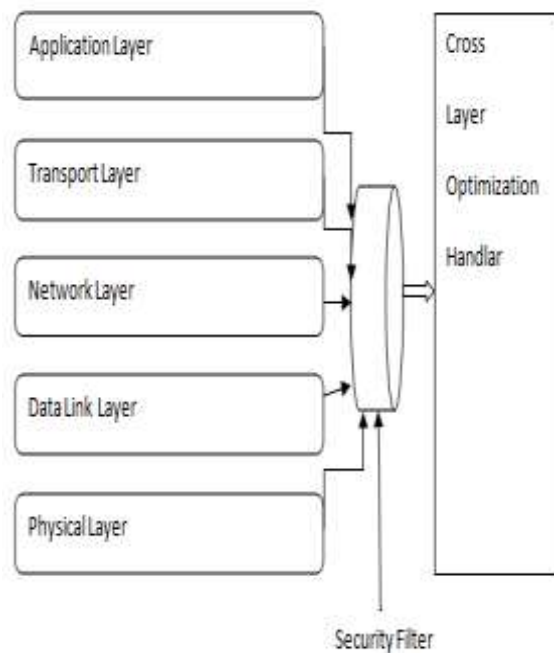 Application Layer
Transport Layer
Network Layer
Data Link Layer
Physical Layer
Cross
Layer
Optimization
Handlar
Security Filter